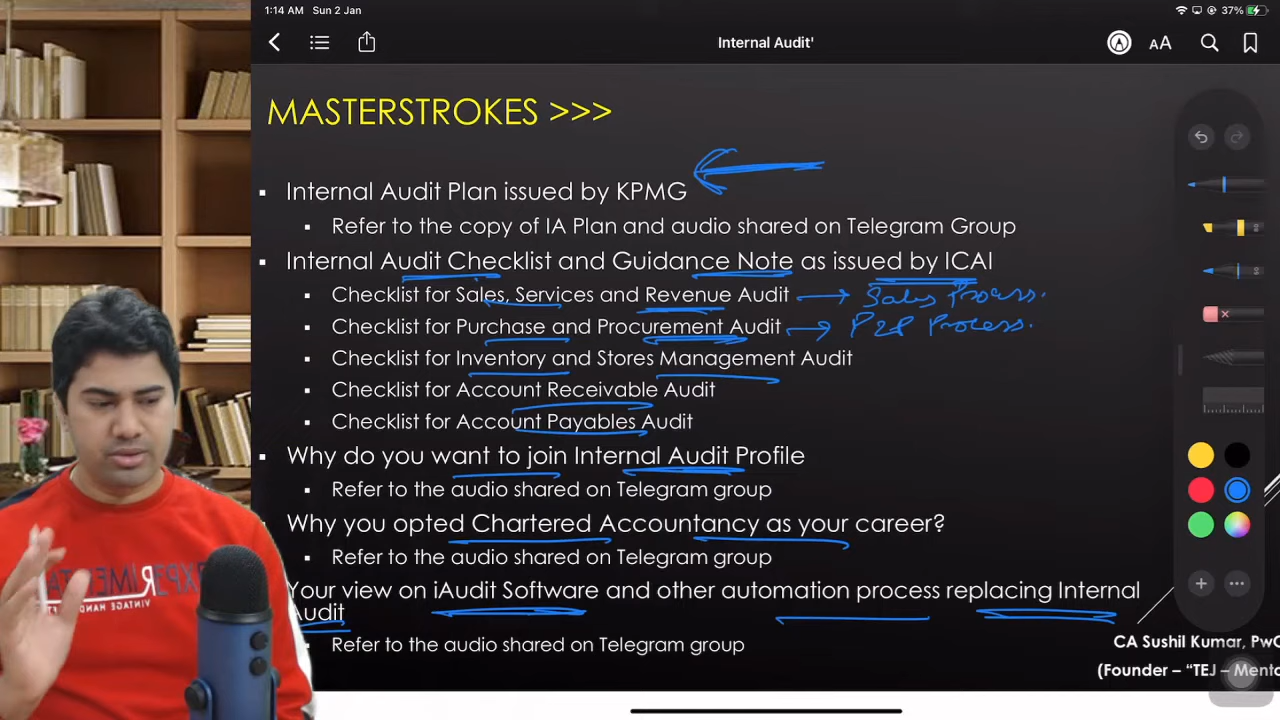 1:14 AM Sun 2 Jan
37%
Internal Audit'
AA
MASTERSTROKES >>>
Internal Audit Plan issued by KPMG
Refer to the copy of IA Plan and audio shared on Telegram Group
Internal Audit Checklist and Guidance Note as issued by ICAI
Checklist for Sales, Services and Revenue Audit → Sales Process.
Checklist for Purchase and Procurement Audit → P2P Process.
Checklist for Inventory and Stores Management Audit
Checklist for Account Receivable Audit
Checklist for Account Payables Audit
Why do you want to join Internal Audit Profile
Refer to the audio shared on Telegram group
Why you opted Chartered Accountancy as your career?
Refer to the audio shared on Telegram group
Your view on iAudit Software and other automation process replacing Internal
Audit
Refer to the audio shared on Telegram group
CA Sushil Kumar, PwC
(Founder – “TEJ – Mento
VINTAGE HAND